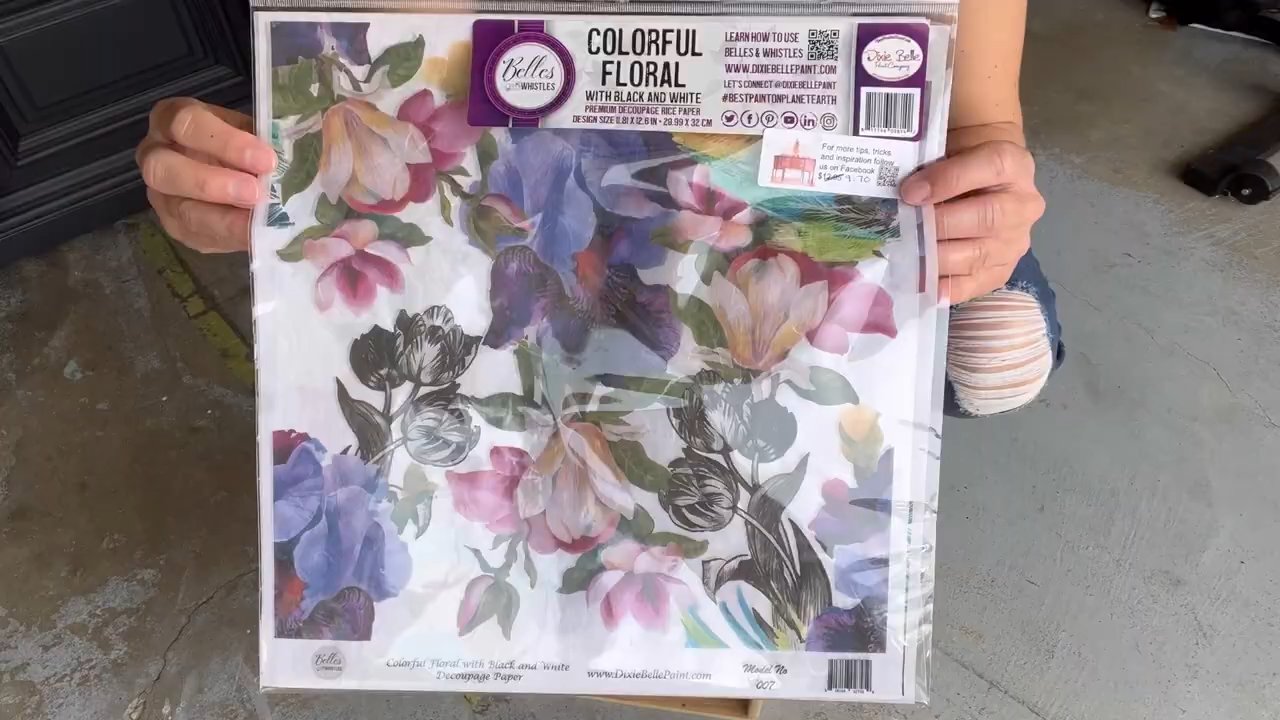 Belles
and WHISTLES
COLORFUL
FLORAL
WITH BLACK AND WHITE
PREMIUM DECOUPAGE RICE PAPER
DESIGN SIZE 11.81 X 12.6 IN • 29.99 X 32 CM
LEARN HOW TO USE
BELLES & WHISTLES
WWW.DIXIEBELLEPAINT.COM
LET'S CONNECT @DIXIEBELLEPAINT
#BESTPAINTONPLANETEARTH
Dixie Belle
Paint Company
For more tips, tricks
and inspiration follow
us on Facebook
9.70
Belles
Colorful Floral with Black and White
Decoupage Paper
www.DixieBellePaint.com
Model No
007